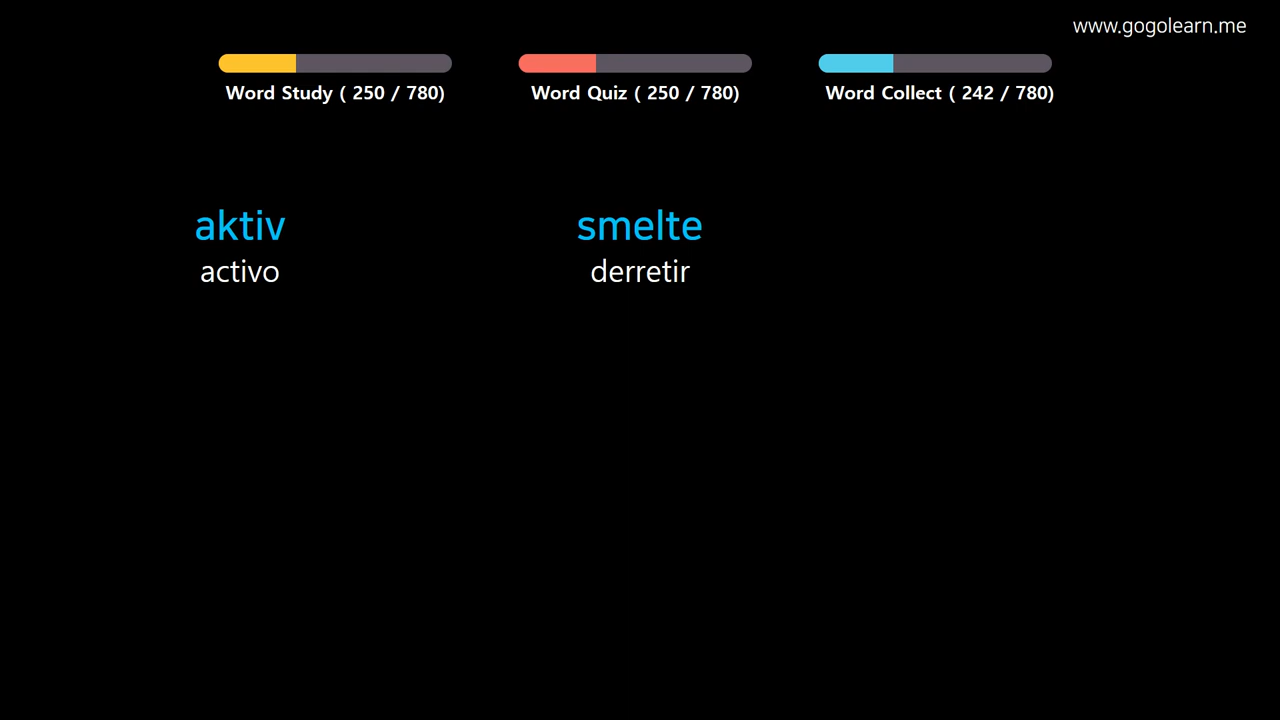 www.gogolearn.me
Word Study ( 250 / 780)
Word Quiz ( 250 / 780)
Word Collect ( 242 / 780)
aktiv
activo
smelte
derretir